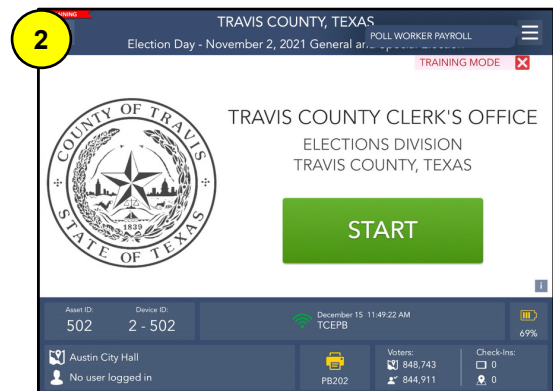 2
TRAVIS COUNTY, TEXAS
Election Day - November 2, 2021 General and Special Election
POLL WORKER PAYROLL
TRAINING MODE
COUNTY OF TRAVIS
STATE OF TEXAS
1839
TRAVIS COUNTY CLERK'S OFFICE
ELECTIONS DIVISION
TRAVIS COUNTY, TEXAS
START
i
Asset ID:
502
Device ID:
2 - 502
December 15 11:49:22 AM
TCEPB
69%
Austin City Hall
No user logged in
PB202
Voters:
848,743
844,911
Check-Ins:
0
0